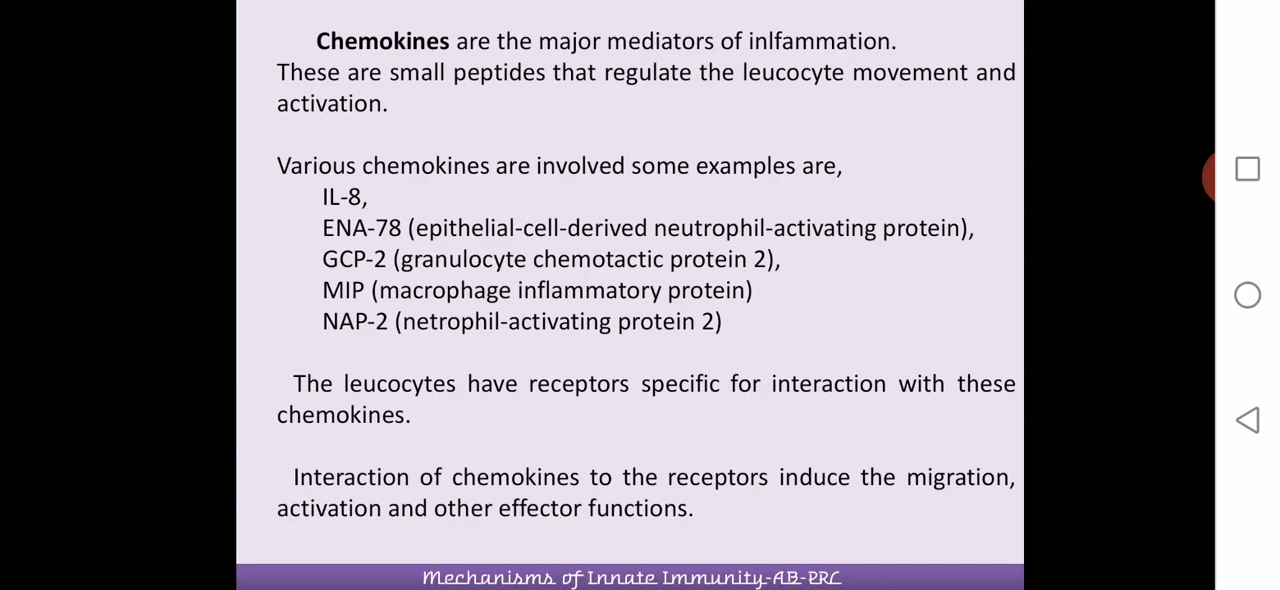 Chemokines are the major mediators of inlfammation.
These are small peptides that regulate the leucocyte movement and
activation.
Various chemokines are involved some examples are,
IL-8,
ENA-78 (epithelial-cell-derived neutrophil-activating protein),
GCP-2 (granulocyte chemotactic protein 2),
MIP (macrophage inflammatory protein)
NAP-2 (netrophil-activating protein 2)
The leucocytes have receptors specific for interaction with these
chemokines.
Interaction of chemokines to the receptors induce the migration,
activation and other effector functions.
Mechanisms of Innate Immunity-AB-PRC